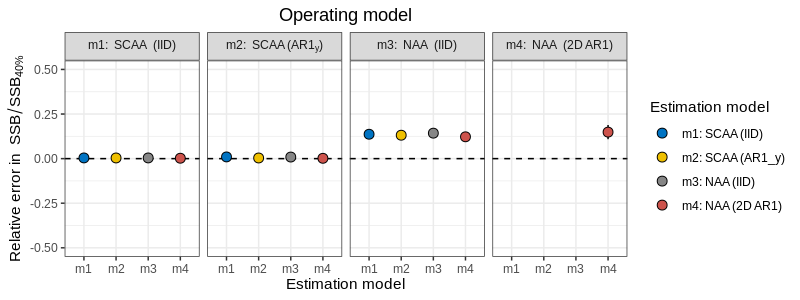 Operating model
m1: SCAA (IID)
m2: SCAA (AR1y)
m3: NAA (IID)
m4: NAA (2D AR1)
Relative error in SSB/SSB40%
0.50
0.25
0.00
-0.25
-0.50
m1 m2 m3 m4
m1 m2 m3 m4
m1 m2 m3 m4
m1 m2 m3 m4
Estimation model
Estimation model
m1: SCAA (IID)
m2: SCAA (AR1_y)
m3: NAA (IID)
m4: NAA (2D AR1)